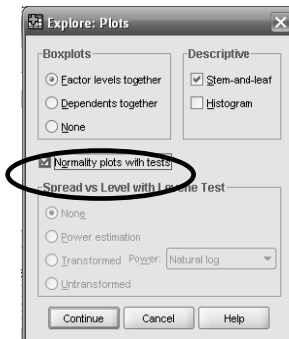 Explore: Plots
Boxplots
Factor levels together
Dependents together
None
Descriptive
Stem-and-leaf
Histogram
Normality plots with tests
Spread vs Level with Levene Test
None
Power estimation
Transformed Power: Natural log
Untransformed
Continue Cancel Help